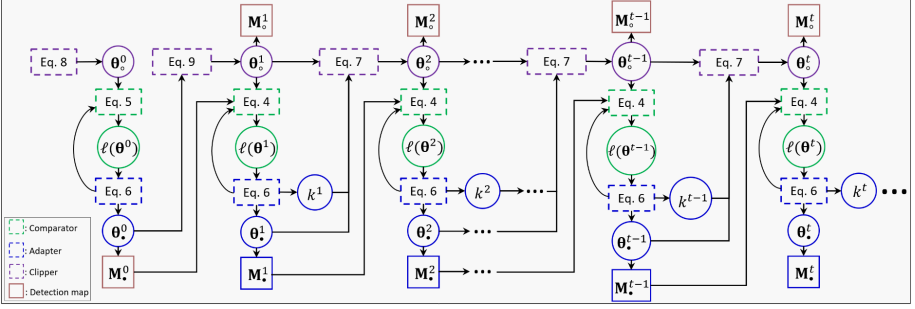 M∘¹ M∘² M∘ᵗ⁻¹ M∘ᵗ
Eq. 8 θ∘⁰ Eq. 9 θ∘¹ Eq. 7 θ∘² ••• Eq. 7 θ∘ᵗ⁻¹ Eq. 7 θ∘ᵗ
Eq. 5 Eq. 4 Eq. 4 Eq. 4 Eq. 4
ℓ(θ⁰) ℓ(θ¹) ℓ(θ²) ℓ(θᵗ⁻¹) ℓ(θᵗ)
Eq. 6 Eq. 6 k¹ Eq. 6 k² •••• Eq. 6 kᵗ⁻¹ Eq. 6 kᵗ •••
θ•⁰ θ•¹ θ•² ••• θ•ᵗ⁻¹ θ•ᵗ
M•⁰ M•¹ M•² ••• M•ᵗ⁻¹ M•ᵗ
: Comparator
: Adapter
: Clipper
: Detection map